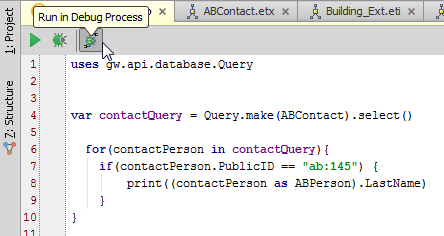 Run in Debug Process
ABContact.etx
Building_Ext.eti
1: Project
Z: Structure
1 uses gw.api.database.Query
2
3
4 var contactQuery = Query.make(ABContact).select()
5
6 for(contactPerson in contactQuery){
7 if(contactPerson.PublicID == "ab:145") {
8 print((contactPerson as ABPerson).LastName)
9 }
10 }